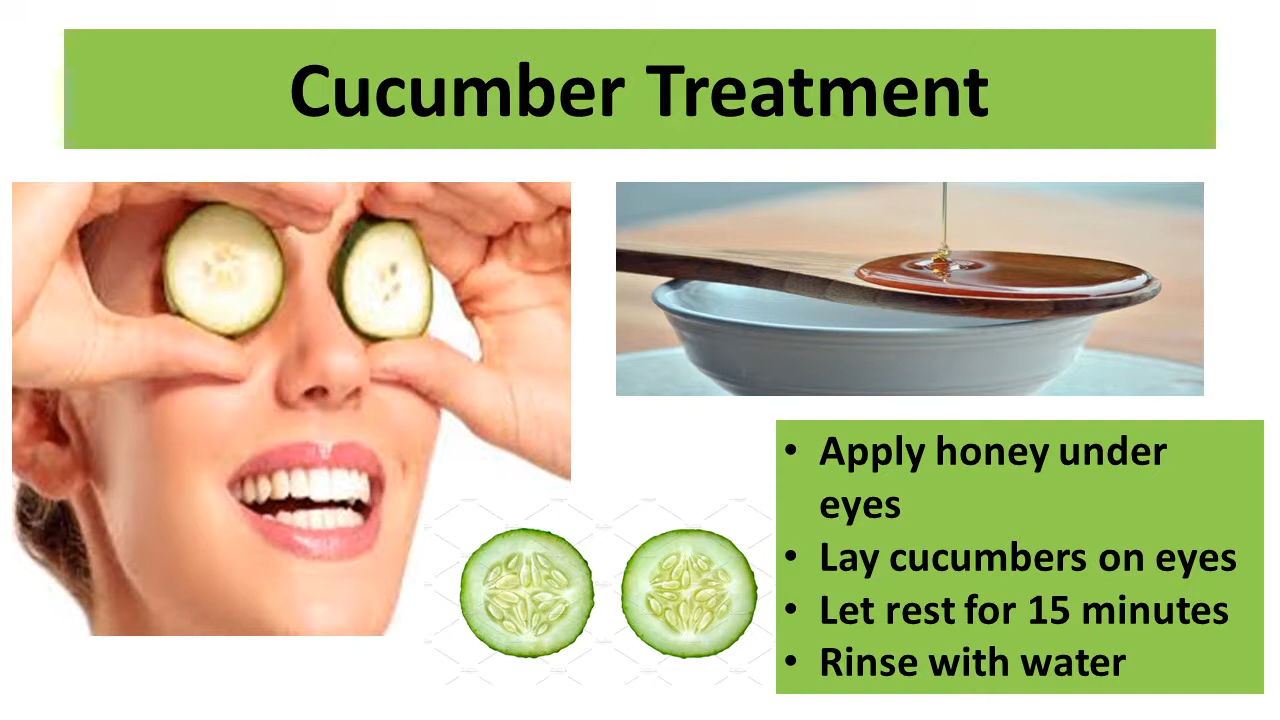 Cucumber Treatment
• Apply honey under
eyes
• Lay cucumbers on eyes
• Let rest for 15 minutes
• Rinse with water